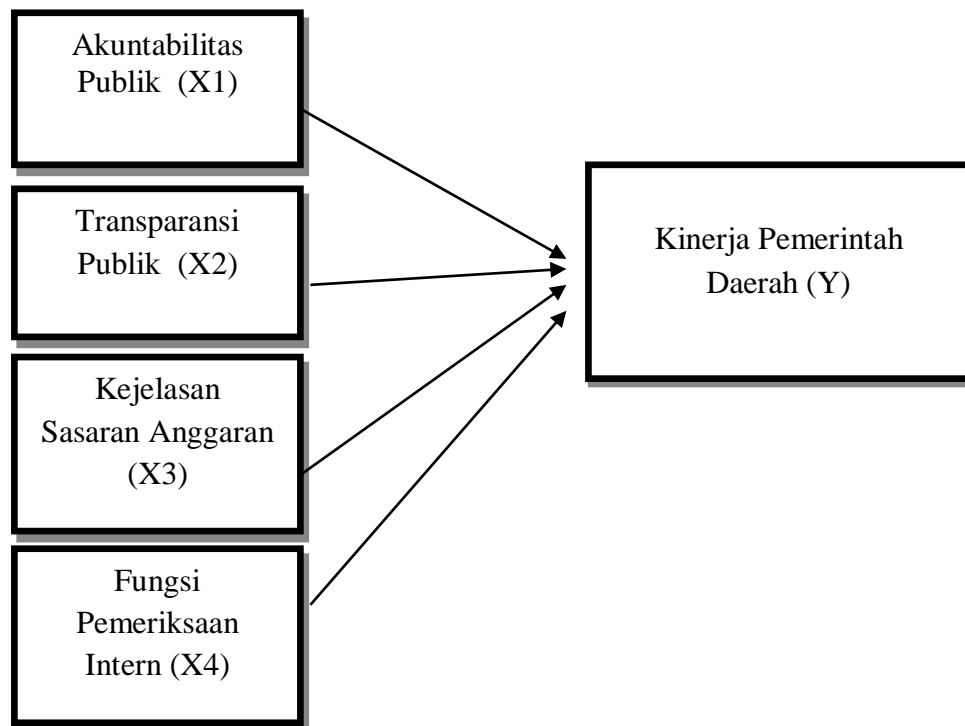 Akuntabilitas
Publik (X1)
Transparansi
Publik (X2)
Kinerja Pemerintah
Daerah (Y)
Kejelasan
Sasaran Anggaran
(X3)
Fungsi
Pemeriksaan
Intern (X4)